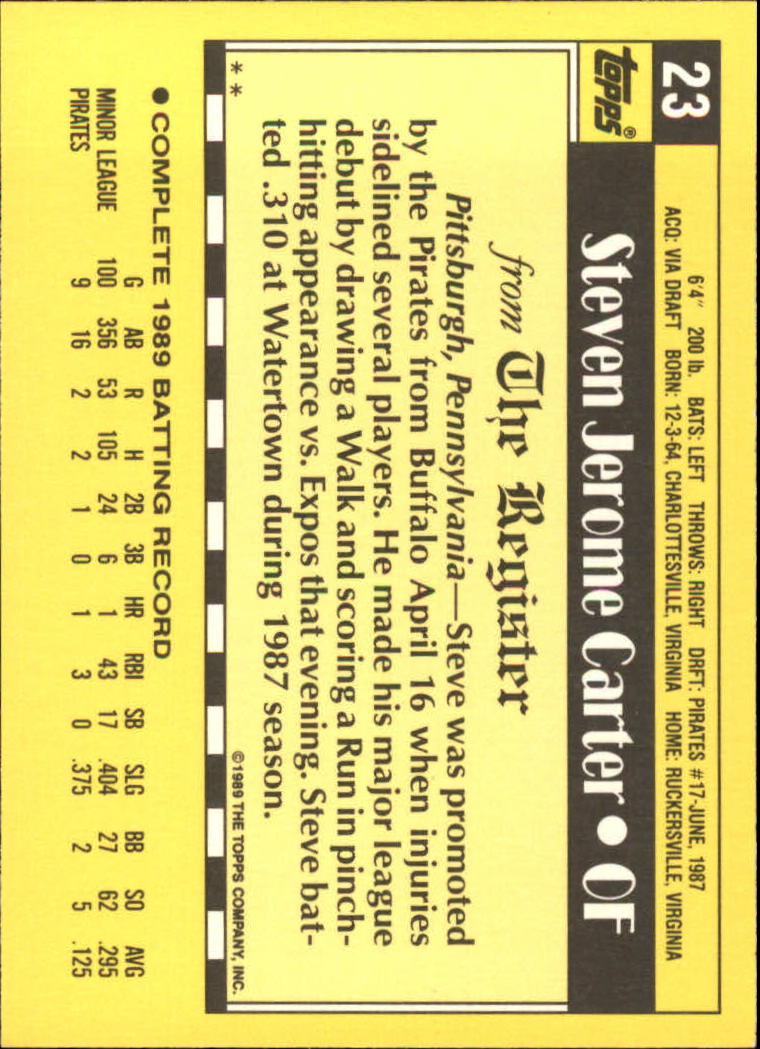 23
6'4" 200 lb. BATS: LEFT THROWS: RIGHT DRFT: PIRATES #17-JUNE, 1987
ACQ: VIA DRAFT BORN: 12-3-64, CHARLOTTESVILLE, VIRGINIA HOME: RUCKERSVILLE, VIRGINIA
topps®
Steven Jerome Carter • OF
from The Register
Pittsburgh, Pennsylvania—Steve was promoted
by the Pirates from Buffalo April 16 when injuries
sidelined several players. He made his major league
debut by drawing a Walk and scoring a Run in pinch-
hitting appearance vs. Expos that evening. Steve bat-
ted .310 at Watertown during 1987 season.
** ©1989 THE TOPPS COMPANY, INC.
• COMPLETE 1989 BATTING RECORD
G AB R H 2B 3B HR RBI SB SLG BB SO AVG
MINOR LEAGUE 100 356 53 105 24 6 1 43 17 .404 27 62 .295
PIRATES 9 16 2 2 1 0 1 3 0 .375 2 5 .125